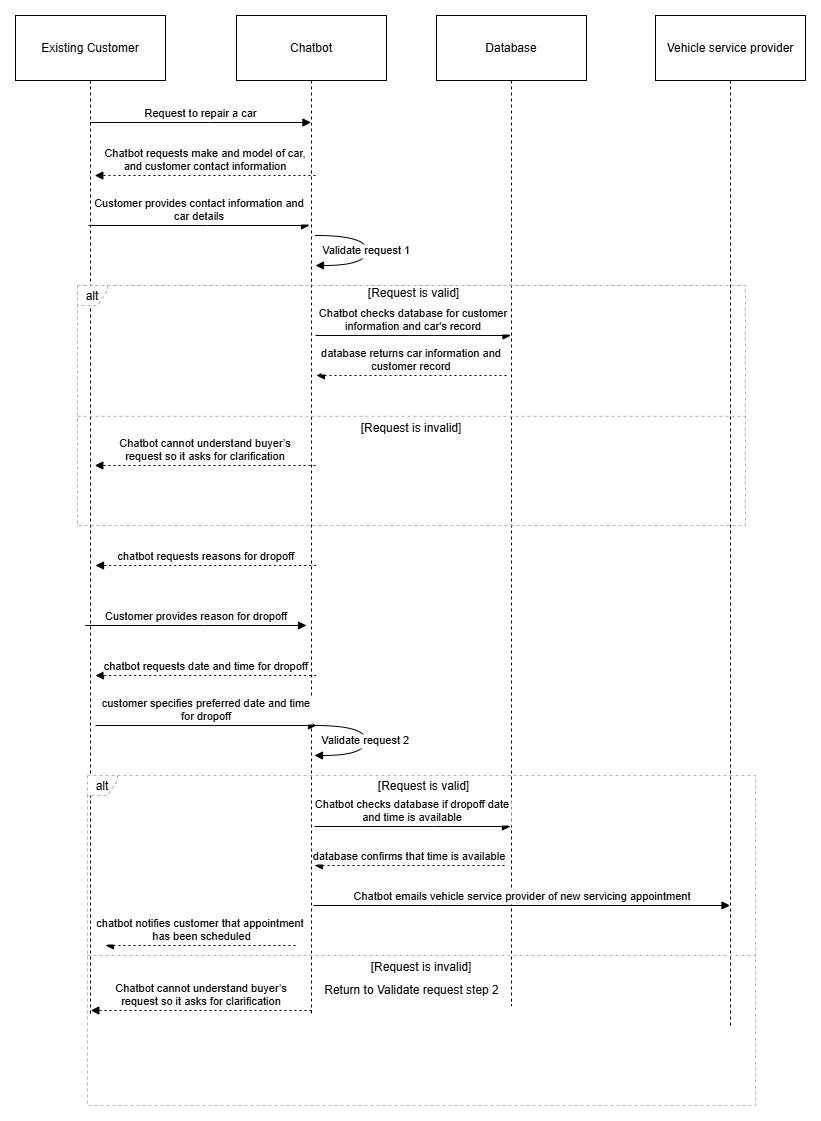 Existing Customer
Chatbot
Database
Vehicle service provider
Request to repair a car
Chatbot requests make and model of car,
and customer contact information
Customer provides contact information and
car details
Validate request 1
alt
[Request is valid]
Chatbot checks database for customer
information and car's record
database returns car information and
customer record
[Request is invalid]
Chatbot cannot understand buyer's
request so it asks for clarification
chatbot requests reasons for dropoff
Customer provides reason for dropoff
chatbot requests date and time for dropoff
customer specifies preferred date and time
for dropoff
Validate request 2
alt
[Request is valid]
Chatbot checks database if dropoff date
and time is available
database confirms that time is available
Chatbot emails vehicle service provider of new servicing appointment
chatbot notifies customer that appointment
has been scheduled
[Request is invalid]
Chatbot cannot understand buyer's
request so it asks for clarification
Return to Validate request step 2